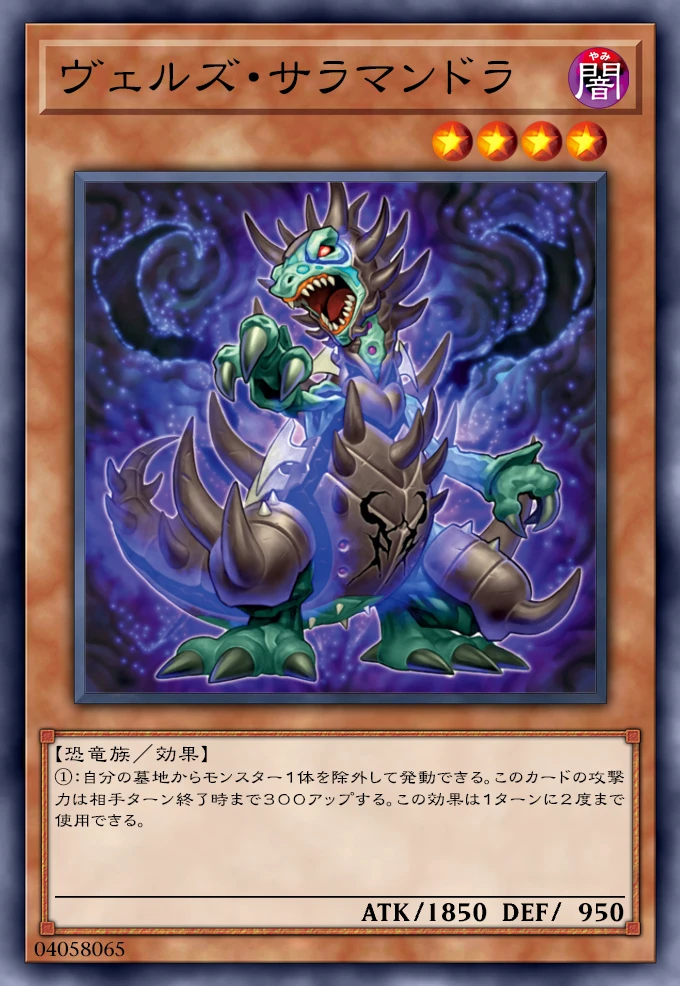 ヴェルズ・サラマンドラ
やみ
闇
【恐竜族／効果】
①:自分の墓地からモンスター１体を除外して発動できる。このカードの攻撃
力は相手ターン終了時まで３００アップする。この効果は１ターンに２度まで
使用できる。
ATK/1850 DEF/ 950
04058065